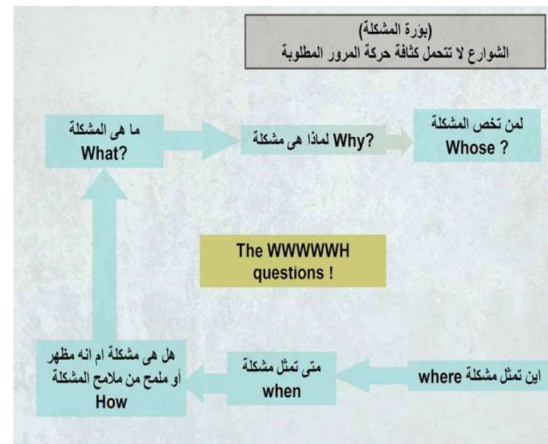 (بؤرة المشكلة)
الشوارع لا تتحمل كثافة حركة المرور المطلوبة
ما هى المشكلة
What?
لماذا هى مشكلة Why?
لمن تخص المشكلة
Whose ?
The WWWWWH
questions !
هل هى مشكلة ام انه مظهر
أو ملمح من ملامح المشكلة
How
متى تمثل مشكلة
when
اين تمثل مشكلة where